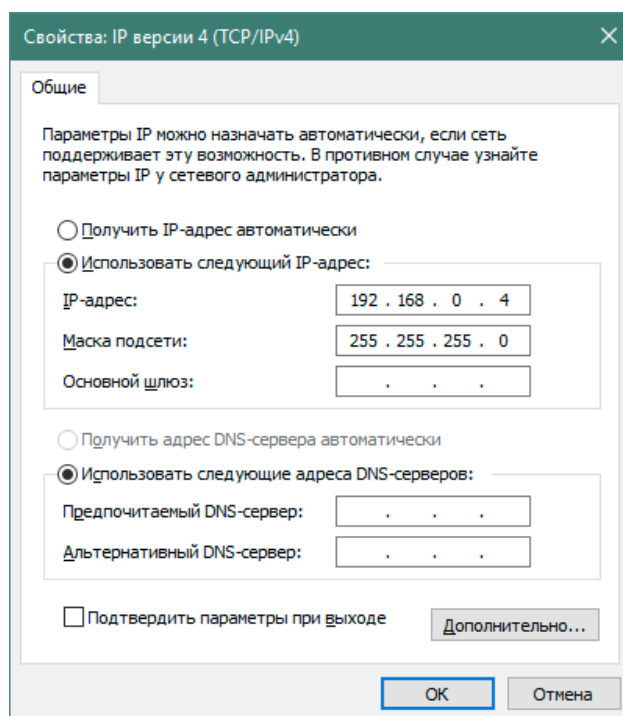 Свойства: IP версии 4 (TCP/IPv4)
Общие
Параметры IP можно назначать автоматически, если сеть
поддерживает эту возможность. В противном случае узнайте
параметры IP у сетевого администратора.
Получить IP-адрес автоматически
Использовать следующий IP-адрес:
IP-адрес: 192 . 168 . 0 . 4
Маска подсети: 255 . 255 . 255 . 0
Основной шлюз: . . .
Получить адрес DNS-сервера автоматически
Использовать следующие адреса DNS-серверов:
Предпочитаемый DNS-сервер: . . .
Альтернативный DNS-сервер: . . .
Подтвердить параметры при выходе
Дополнительно...
ОК Отмена